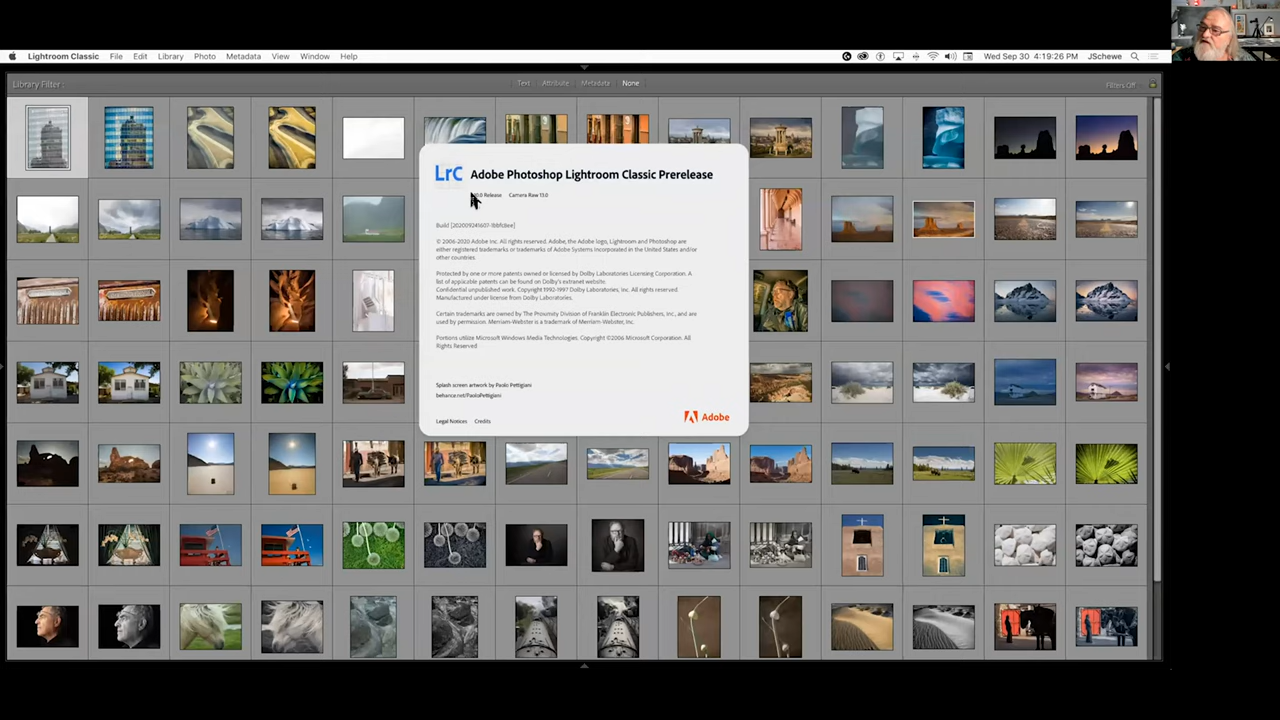 Lightroom Classic File Edit Library Photo Metadata View Window Help Wed Sep 30 4:19:26 PM JSchewe
Library Filter : Text Attribute Metadata None Filters Off
LrC Adobe Photoshop Lightroom Classic Prerelease
Release Camera Raw 13.0
Build
© 2006-2020 Adobe Inc. All rights reserved. Adobe, the Adobe logo, Lightroom and Photoshop are
either registered trademarks or trademarks of Adobe Systems Incorporated in the United States and/or
other countries.
Protected by one or more patents owned or licensed by Dolby Laboratories Licensing Corporation. A
list of applicable patents can be found on Dolby's extranet website.
Confidential unpublished work. Copyright 1992-1997 Dolby Laboratories, Inc. All rights reserved.
Manufactured under license from Dolby Laboratories.
Certain trademarks are owned by The Proximity Division of Franklin Electronic Publishers, Inc., and are
used by permission. Merriam-Webster is a trademark of Merriam-Webster, Inc.
Portions utilize Microsoft Windows Media Technologies. Copyright ©2006 Microsoft Corporation. All
Rights Reserved
Splash screen artwork by Paolo Pettigiani
behance.net/PaoloPettigiani
Legal Notices Credits
Adobe